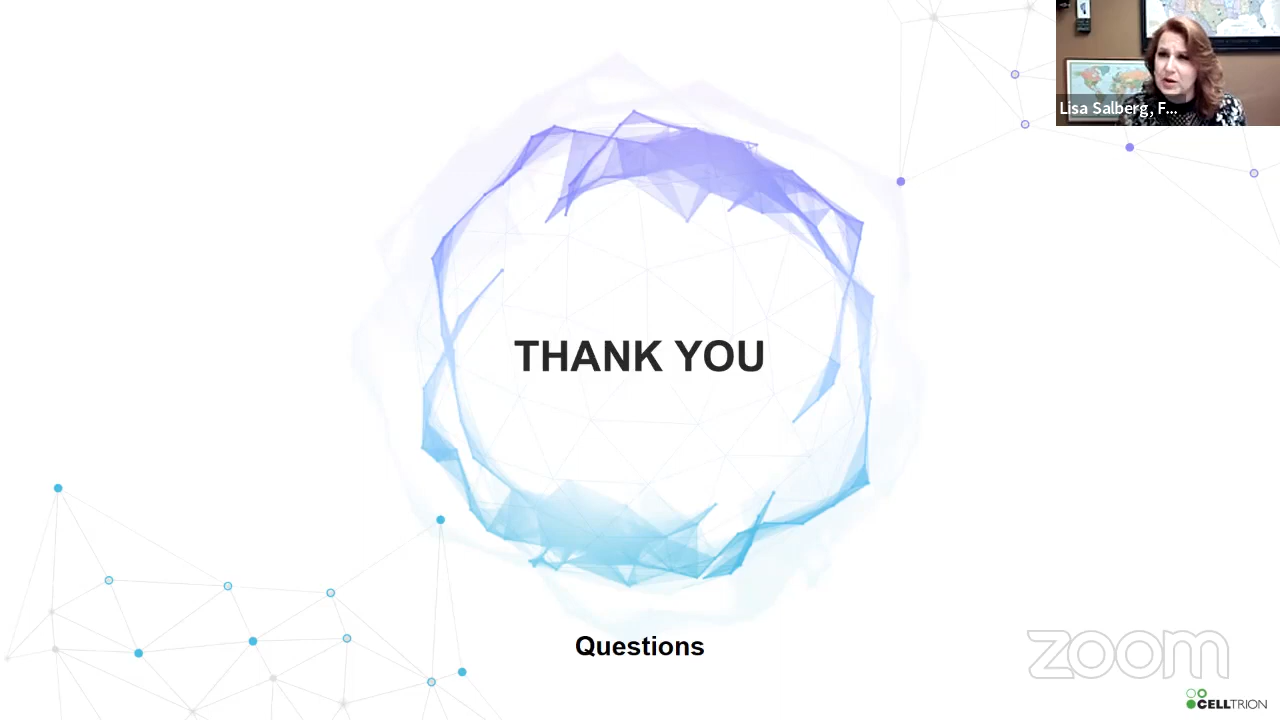 Lisa Salberg, F...
THANK YOU
Questions
zoom
CELLTRION